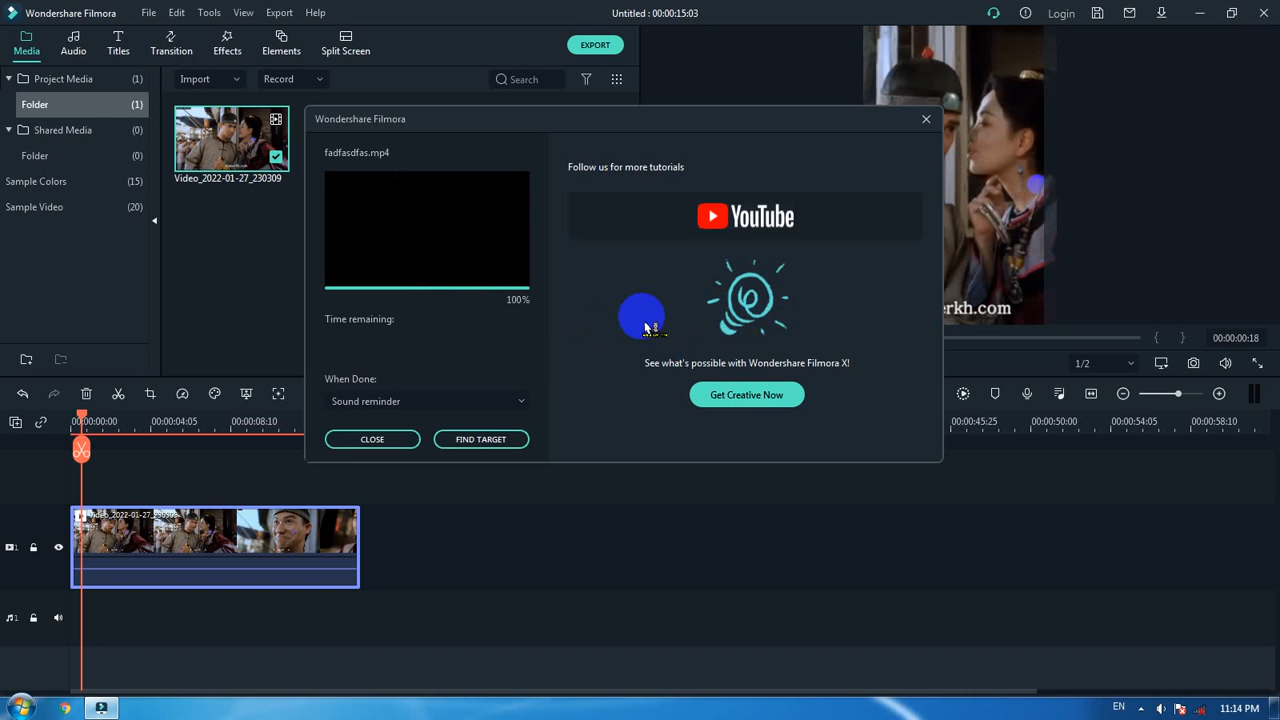 Wondershare Filmora
File
Edit
Tools
View
Export
Help
Untitled : 00:00:15:03
Login
Media
Audio
Titles
Transition
Effects
Elements
Split Screen
EXPORT
Project Media (1)
Folder (1)
Shared Media (0)
Folder (0)
Sample Colors (15)
Sample Video (20)
Import
Record
Search
Video_2022-01-27_230309
Wondershare Filmora
fadfasdfas.mp4
100%
Time remaining:
When Done:
Sound reminder
CLOSE
FIND TARGET
Follow us for more tutorials
YouTube
See what's possible with Wondershare Filmora X!
Get Creative Now
erkh.com
00:00:00:18
1/2
00:00:00:00
00:00:04:05
00:00:08:10
00:00:45:25
00:00:50:00
00:00:54:05
00:00:58:10
Video_2022-01-27_230309
1
1
EN
11:14 PM